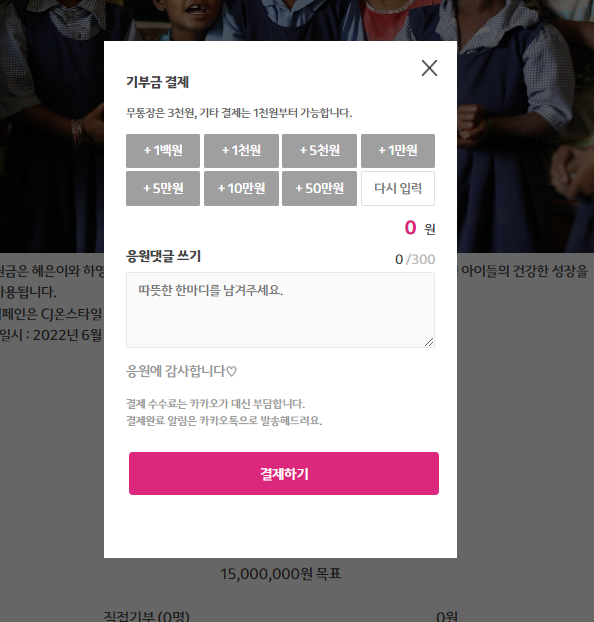 기부금 결제
무통장은 3천원, 기타 결제는 1천원부터 가능합니다.
+ 1백원 + 1천원 + 5천원 + 1만원
+ 5만원 + 10만원 + 50만원 다시 입력
0 원
응원댓글 쓰기 0 /300
따뜻한 한마디를 남겨주세요.
응원에 감사합니다♡
결제 수수료는 카카오가 대신 부담합니다.
결제완료 알림은 카카오톡으로 발송해드려요.
결제하기
원금은 혜은이와 하영
아이들의 건강한 성장을
사용됩니다.
페인은 CJ온스타일
일시 : 2022년 6월
15,000,000원 목표
직접기부 (0명) 0원